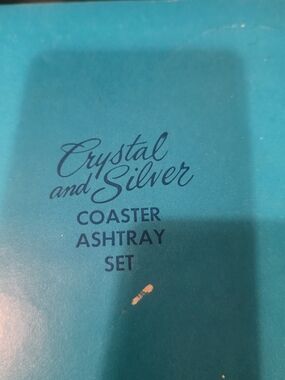 Crystal
and Silver
COASTER
ASHTRAY
SET